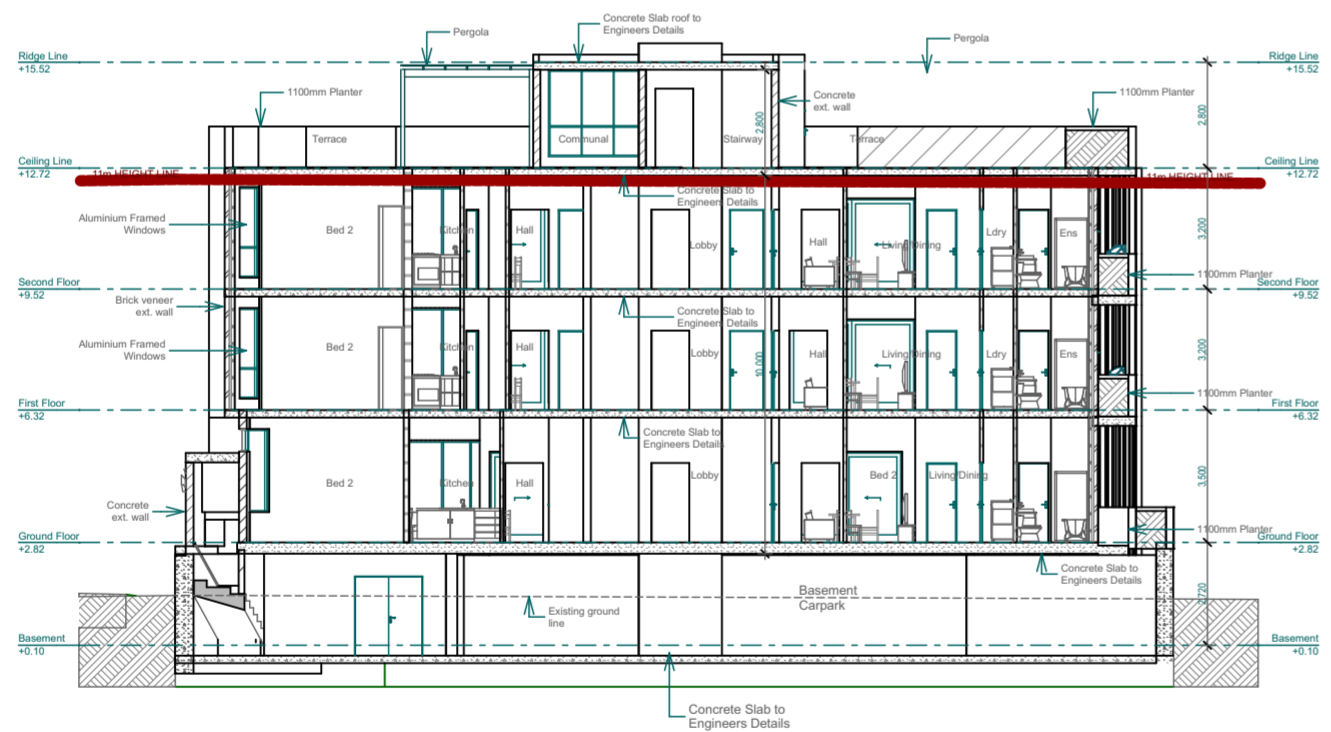 Concrete Slab roof to
Engineers Details
Pergola
Pergola
Ridge Line
+15.52
Ridge Line
+15.52
1100mm Planter
Concrete
ext. wall
1100mm Planter
2,800
2,800
Terrace
Communal
Stairway
Terrace
Ceiling Line
+12.72
Ceiling Line
+12.72
11m HEIGHT LINE
11m HEIGHT LINE
Concrete Slab to
Engineers Details
Aluminium Framed
Windows
Bed 2
Kitchen
Hall
Lobby
Hall
Living/Dining
Ldry
Ens
3,200
1100mm Planter
Second Floor
+9.52
Second Floor
+9.52
Brick veneer
ext. wall
Concrete Slab to
Engineers Details
Aluminium Framed
Windows
Bed 2
Kitchen
Hall
Lobby
10,000
Hall
Living/Dining
Ldry
Ens
3,200
1100mm Planter
First Floor
+6.32
First Floor
+6.32
Concrete Slab to
Engineers Details
Bed 2
Kitchen
Hall
Lobby
Bed 2
Living/Dining
3,500
Concrete
ext. wall
1100mm Planter
Ground Floor
+2.82
Ground Floor
+2.82
Concrete Slab to
Engineers Details
Basement
Carpark
2,720
Existing ground
line
Basement
+0.10
Basement
+0.10
Concrete Slab to
Engineers Details